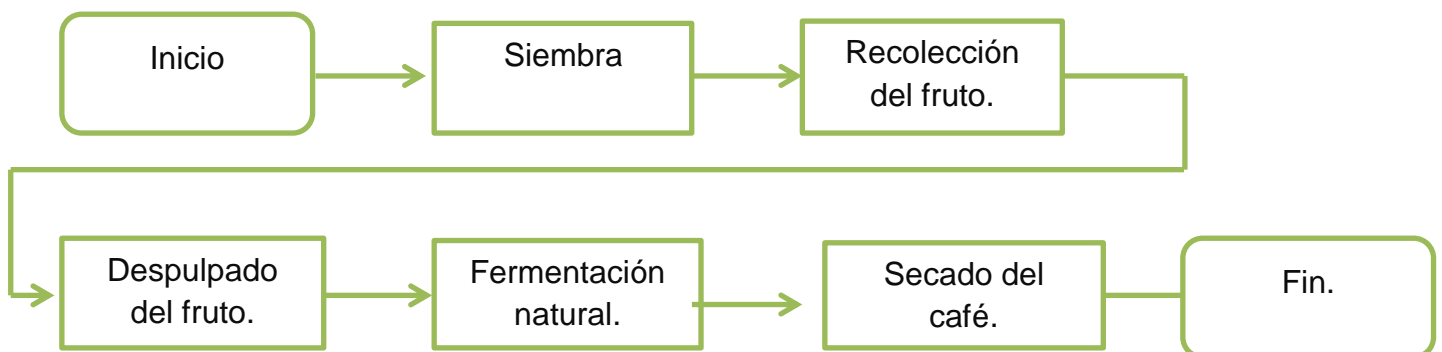 Inicio
Siembra
Recolección
del fruto.
Despulpado
del fruto.
Fermentación
natural.
Secado del
café.
Fin.